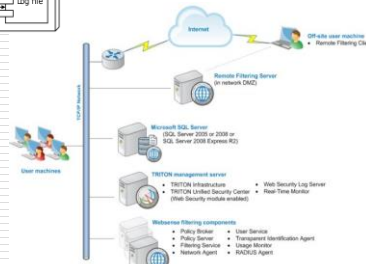 Log file
Internet
Off-site user machine
• Remote Filtering Clie
Remote Filtering Server
(in network DMZ)
TCP/IP Network
Microsoft SQL Server
(SQL Server 2005 or 2008 or
SQL Server 2008 Express R2)
User machines
TRITON management server
• TRITON Infrastructure
• TRITON Unified Security Center
(Web Security module enabled)
• Web Security Log Server
• Real-Time Monitor
Websense filtering components
• Policy Broker
• Policy Server
• Filtering Service
• Network Agent
• User Service
• Transparent Identification Agent
• Usage Monitor
• RADIUS Agent